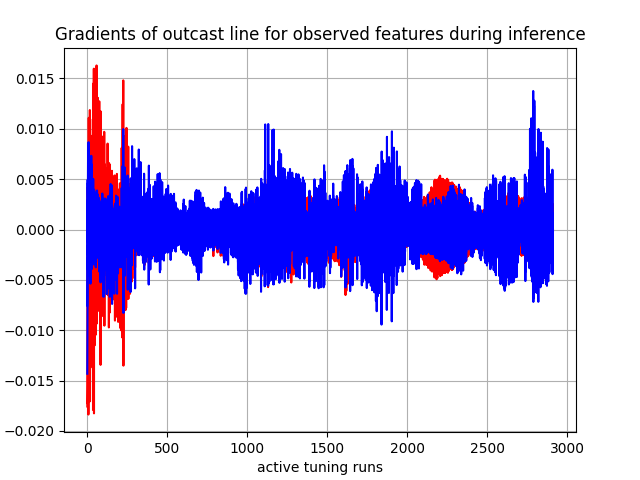 Gradients of outcast line for observed features during inference
0.015
0.010
0.005
0.000
−0.005
−0.010
−0.015
−0.020
0 500 1000 1500 2000 2500 3000
active tuning runs